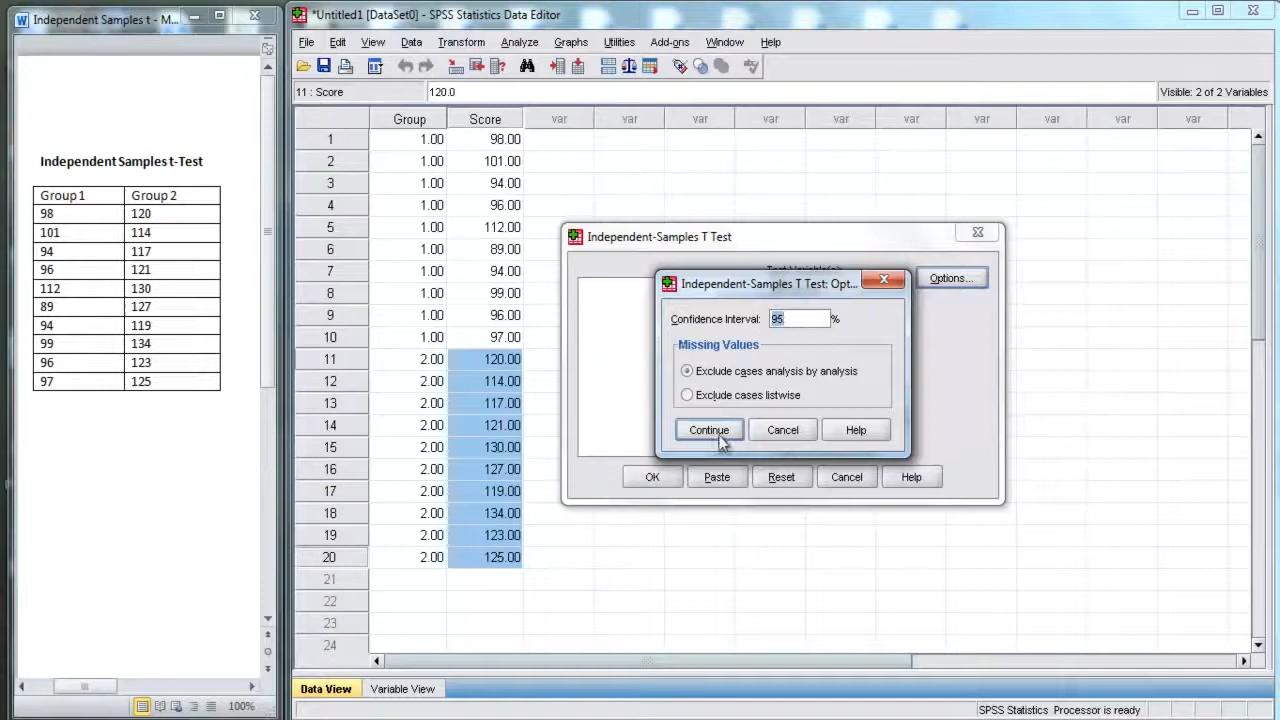 Independent Samples t - M...
Independent Samples t-Test
Group 1 Group 2
98 120
101 114
94 117
96 121
112 130
89 127
94 119
99 134
96 123
97 125
100%
*Untitled1 [DataSet0] - SPSS Statistics Data Editor
File Edit View Data Transform Analyze Graphs Utilities Add-ons Window Help
11 : Score 120.0 Visible: 2 of 2 Variables
Group Score var var var var var var var var var
1 1.00 98.00
2 1.00 101.00
3 1.00 94.00
4 1.00 96.00
5 1.00 112.00
6 1.00 89.00
7 1.00 94.00
8 1.00 99.00
9 1.00 96.00
10 1.00 97.00
11 2.00 120.00
12 2.00 114.00
13 2.00 117.00
14 2.00 121.00
15 2.00 130.00
16 2.00 127.00
17 2.00 119.00
18 2.00 134.00
19 2.00 123.00
20 2.00 125.00
21
22
23
24
Independent-Samples T Test
Options...
Independent-Samples T Test: Opt...
Confidence Interval: 95 %
Missing Values
Exclude cases analysis by analysis
Exclude cases listwise
Continue Cancel Help
OK Paste Reset Cancel Help
Data View Variable View
SPSS Statistics Processor is ready